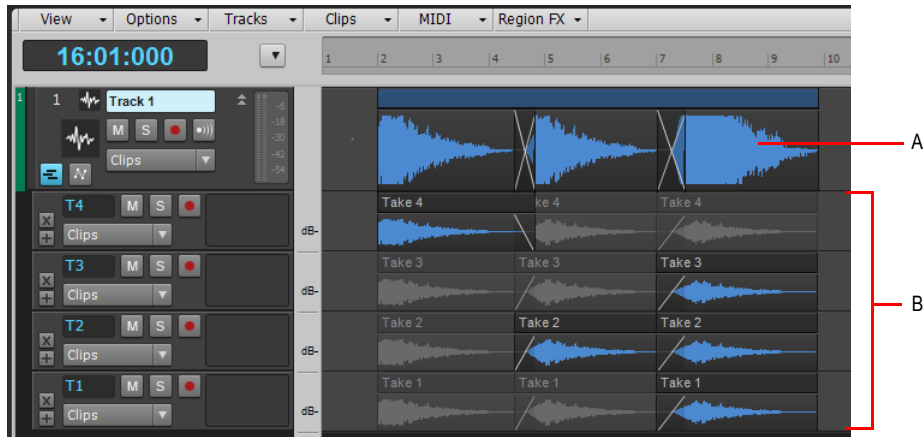 View Options Tracks Clips MIDI Region FX
16:01:000
1 2 3 4 5 6 7 8 9 10
1 1 Track 1
-6
-18
M S
-30
-42
Clips
-54
A
T4 M S Take 4 ke 4 Take 4
Clips dB-
T3 M S Take 3 Take 3 Take 3
Clips dB-
B
T2 M S Take 2 Take 2 Take 2
Clips dB-
T1 M S Take 1 Take 1 Take 1
Clips dB-